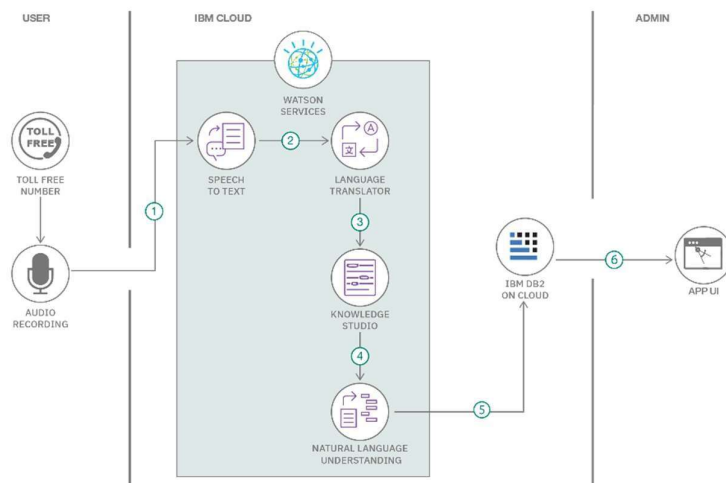 USER
IBM CLOUD
ADMIN
WATSON
SERVICES
TOLL
FREE
TOLL FREE
NUMBER
AUDIO
RECORDING
1
SPEECH
TO TEXT
2
A
文
LANGUAGE
TRANSLATOR
3
KNOWLEDGE
STUDIO
4
NATURAL LANGUAGE
UNDERSTANDING
5
IBM DB2
ON CLOUD
6
APP UI